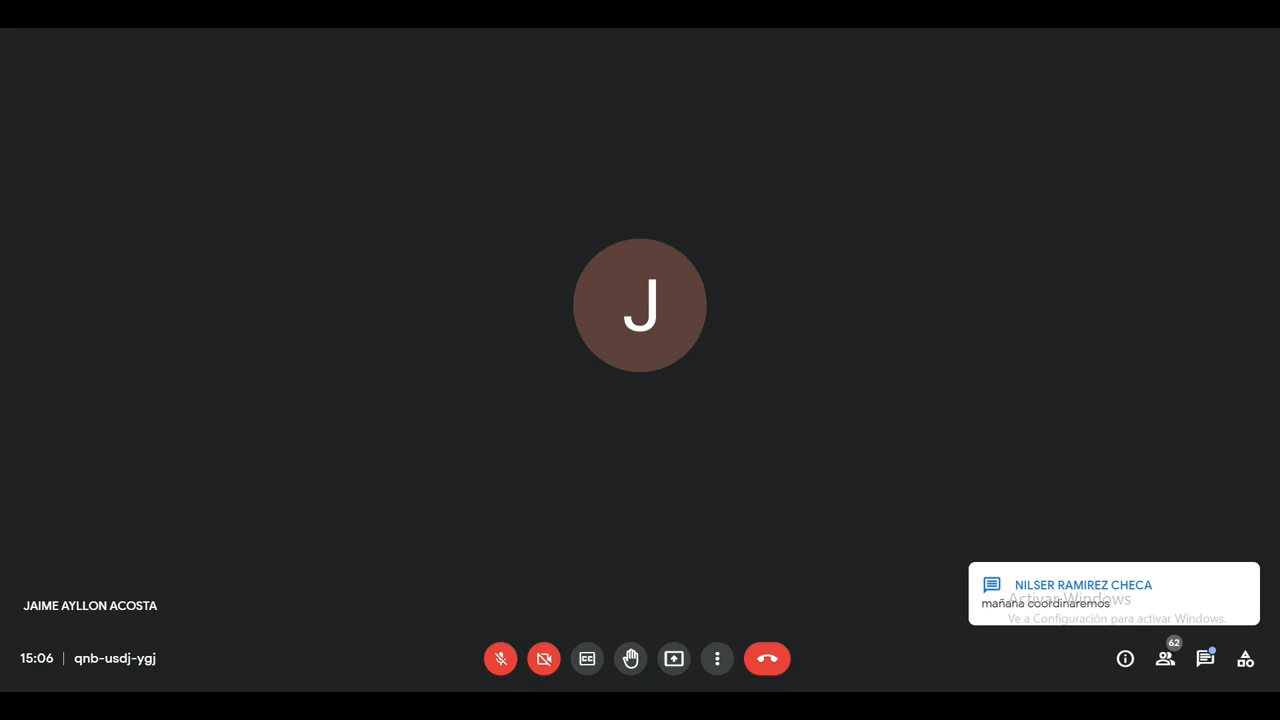 J
NILSER RAMIREZ CHECA
mañana coordinaremos
Activar Windows
Ve a Configuración para activar Windows.
JAIME AYLLON ACOSTA
62
15:06 | qnb-usdj-ygj